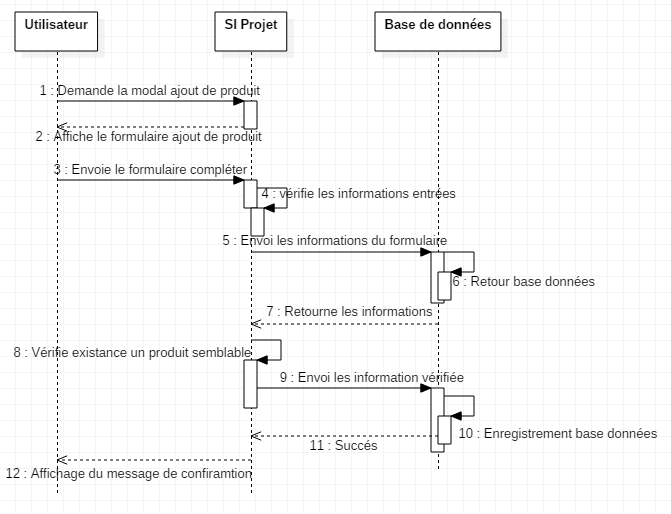 Utilisateur
SI Projet
Base de données
1 : Demande la modal ajout de produit
2 : Affiche le formulaire ajout de produit
3 : Envoie le formulaire compléter
4 : vérifie les informations entrées
5 : Envoi les informations du formulaire
6 : Retour base données
7 : Retourne les informations
8 : Vérifie existance un produit semblable
9 : Envoi les information vérifiée
10 : Enregistrement base données
11 : Succés
12 : Affichage du message de confiramtion